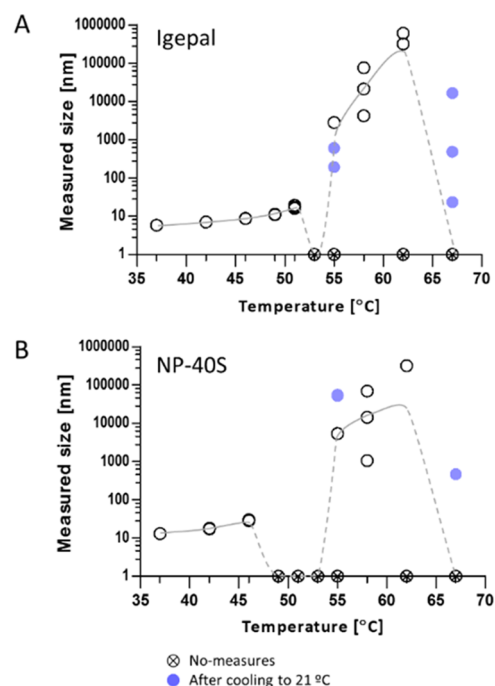 A
Igepal
Measured size [nm]
1000000
100000
10000
1000
100
10
1
35 40 45 50 55 60 65 70
Temperature [°C]
B
NP-40S
Measured size [nm]
1000000
100000
10000
1000
100
10
1
35 40 45 50 55 60 65 70
Temperature [°C]
No-measures
After cooling to 21 ºC